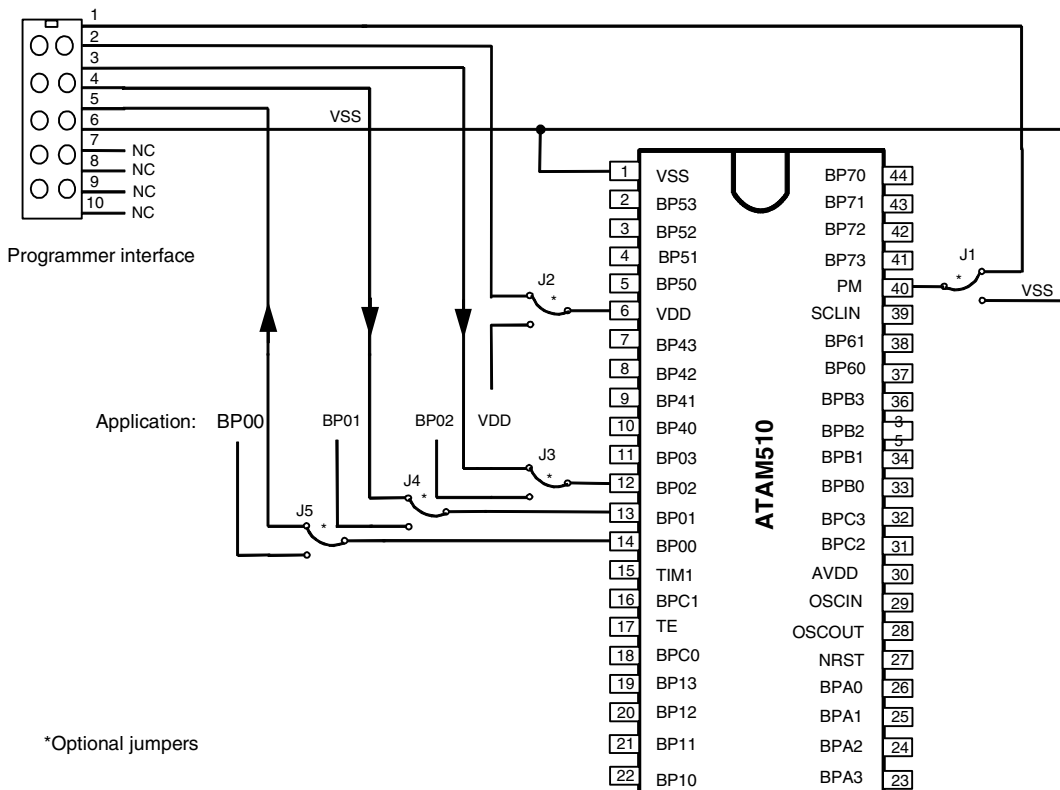 1
2
3
4
5
6
7 NC
8 NC
9 NC
10 NC
Programmer interface
VSS
J1
*
VSS
J2
*
VDD
Application: BP00
BP01
BP02
J3
*
J4
*
J5
*
*Optional jumpers
ATAM510
1 VSS
2 BP53
3 BP52
4 BP51
5 BP50
6 VDD
7 BP43
8 BP42
9 BP41
10 BP40
11 BP03
12 BP02
13 BP01
14 BP00
15 TIM1
16 BPC1
17 TE
18 BPC0
19 BP13
20 BP12
21 BP11
22 BP10
BP70 44
BP71 43
BP72 42
BP73 41
PM 40
SCLIN 39
BP61 38
BP60 37
BPB3 36
BPB2 35
BPB1 34
BPB0 33
BPC3 32
BPC2 31
AVDD 30
OSCIN 29
OSCOUT 28
NRST 27
BPA0 26
BPA1 25
BPA2 24
BPA3 23